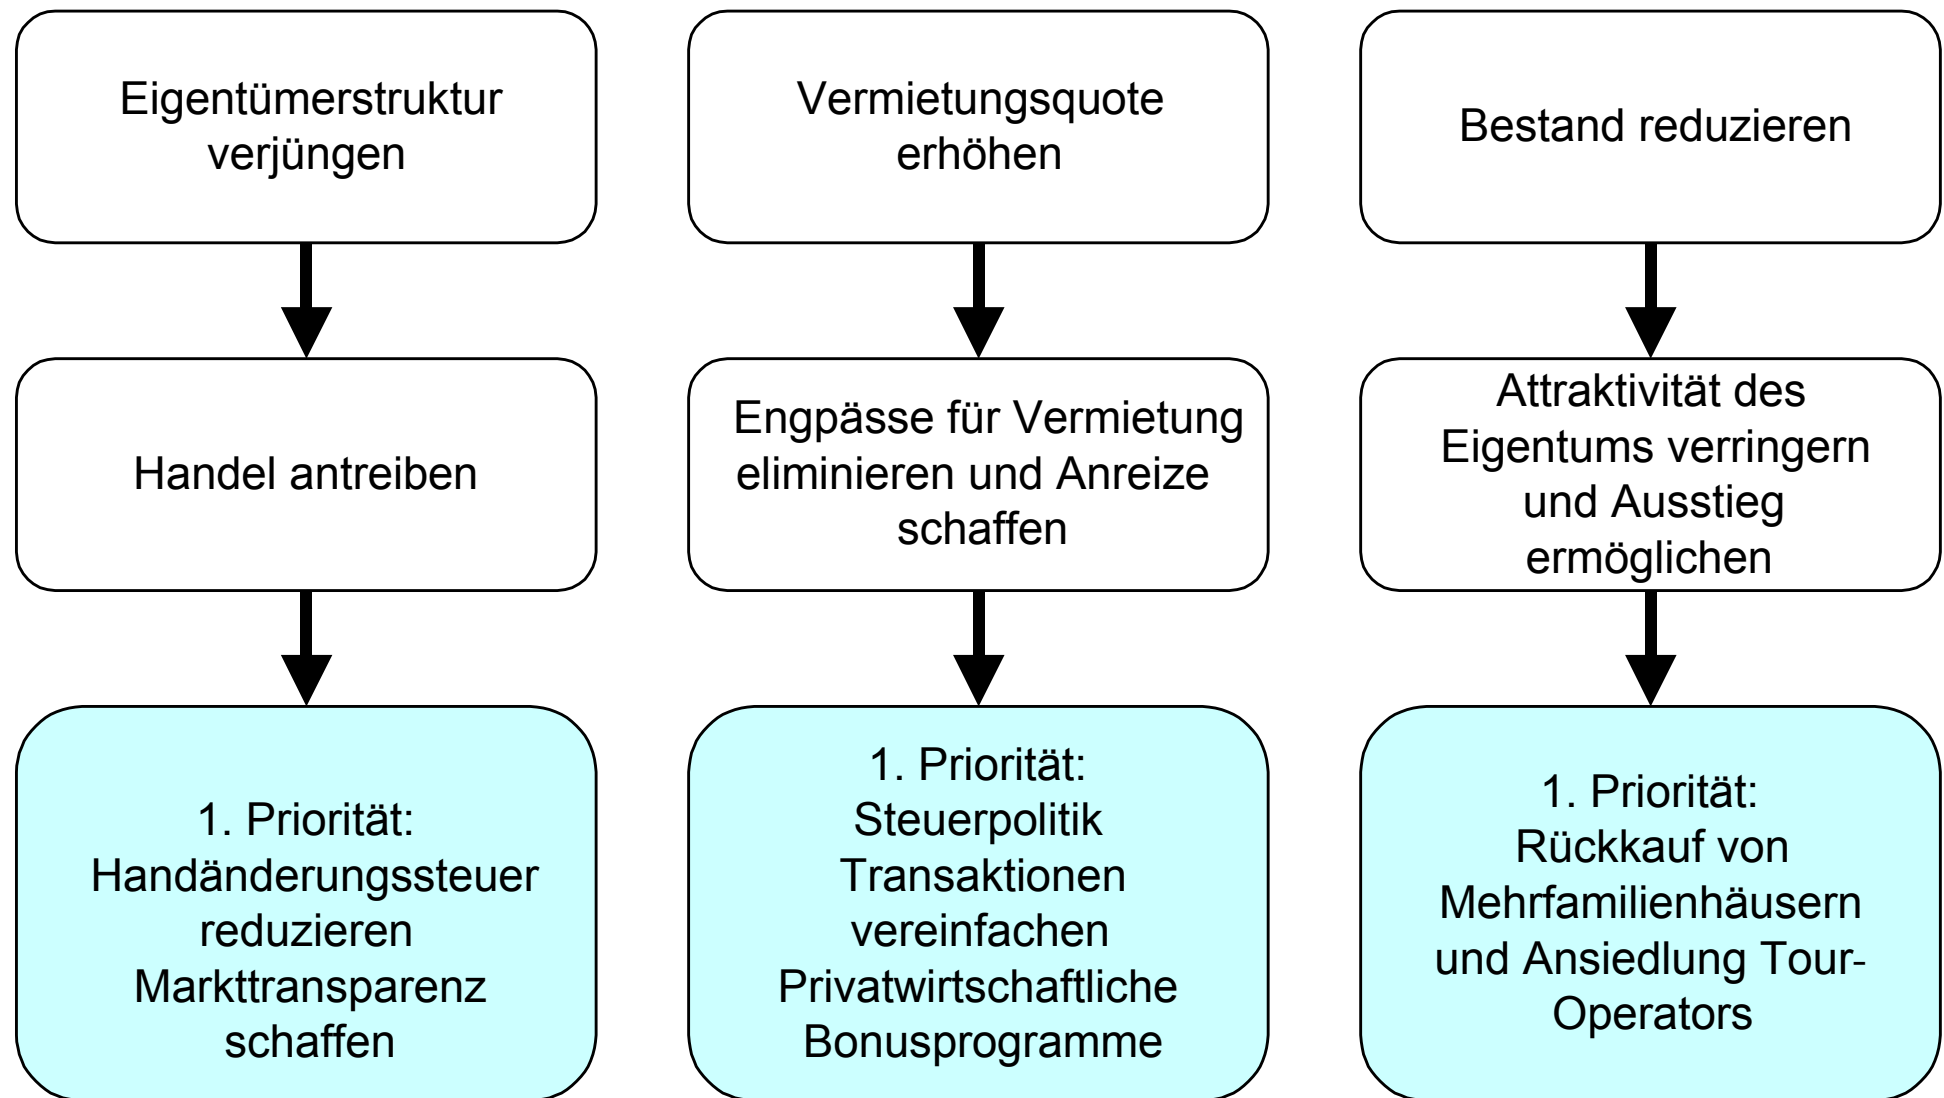 Eigentümerstruktur
verjüngen
Vermietungsquote
erhöhen
Bestand reduzieren
Handel antreiben
Engpässe für Vermietung
eliminieren und Anreize
schaffen
Attraktivität des
Eigentums verringern
und Ausstieg
ermöglichen
1. Priorität:
Handänderungssteuer
reduzieren
Markttransparenz
schaffen
1. Priorität:
Steuerpolitik
Transaktionen
vereinfachen
Privatwirtschaftliche
Bonusprogramme
1. Priorität:
Rückkauf von
Mehrfamilienhäusern
und Ansiedlung Tour-
Operators